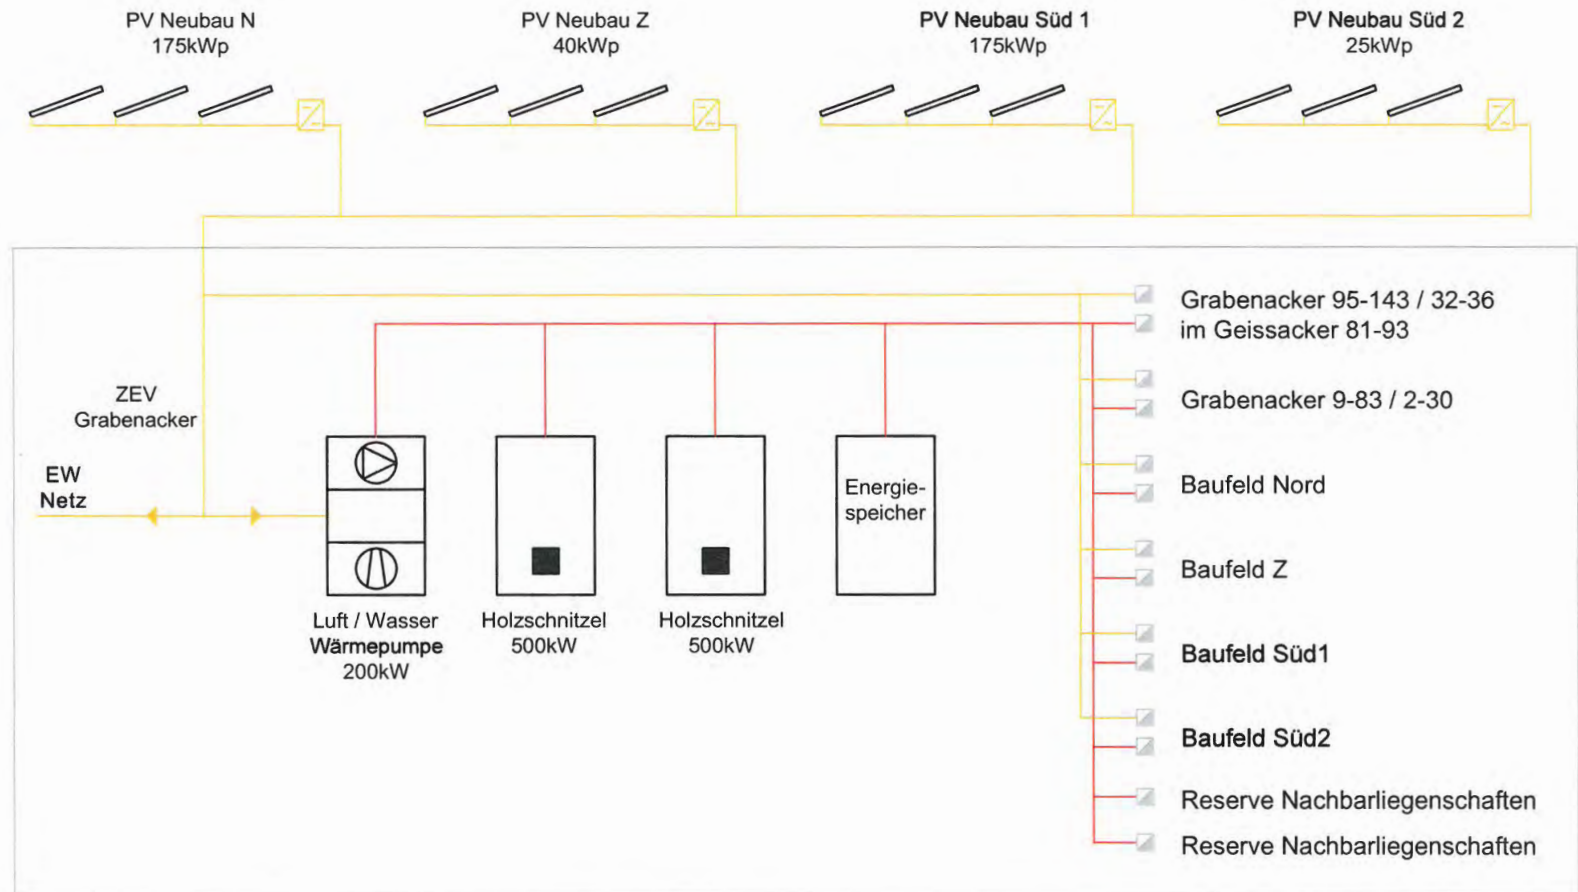 PV Neubau N
175kWp
PV Neubau Z
40kWp
PV Neubau Süd 1
175kWp
PV Neubau Süd 2
25kWp
Grabenacker 95-143 / 32-36
im Geissacker 81-93
Grabenacker 9-83 / 2-30
ZEV
Grabenacker
EW
Netz
Energie-
speicher
Luft / Wasser
Wärmepumpe
200kW
Holzschnitzel
500kW
Holzschnitzel
500kW
Baufeld Nord
Baufeld Z
Baufeld Süd1
Baufeld Süd2
Reserve Nachbarliegenschaften
Reserve Nachbarliegenschaften